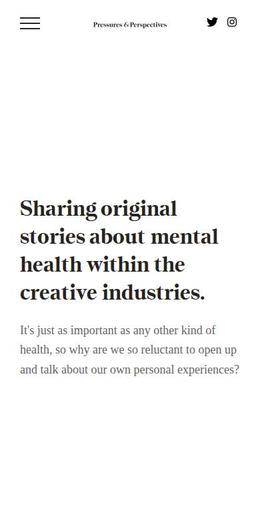 Pressures & Perspectives
Sharing original
stories about mental
health within the
creative industries.
It's just as important as any other kind of
health, so why are we so reluctant to open up
and talk about our own personal experiences?